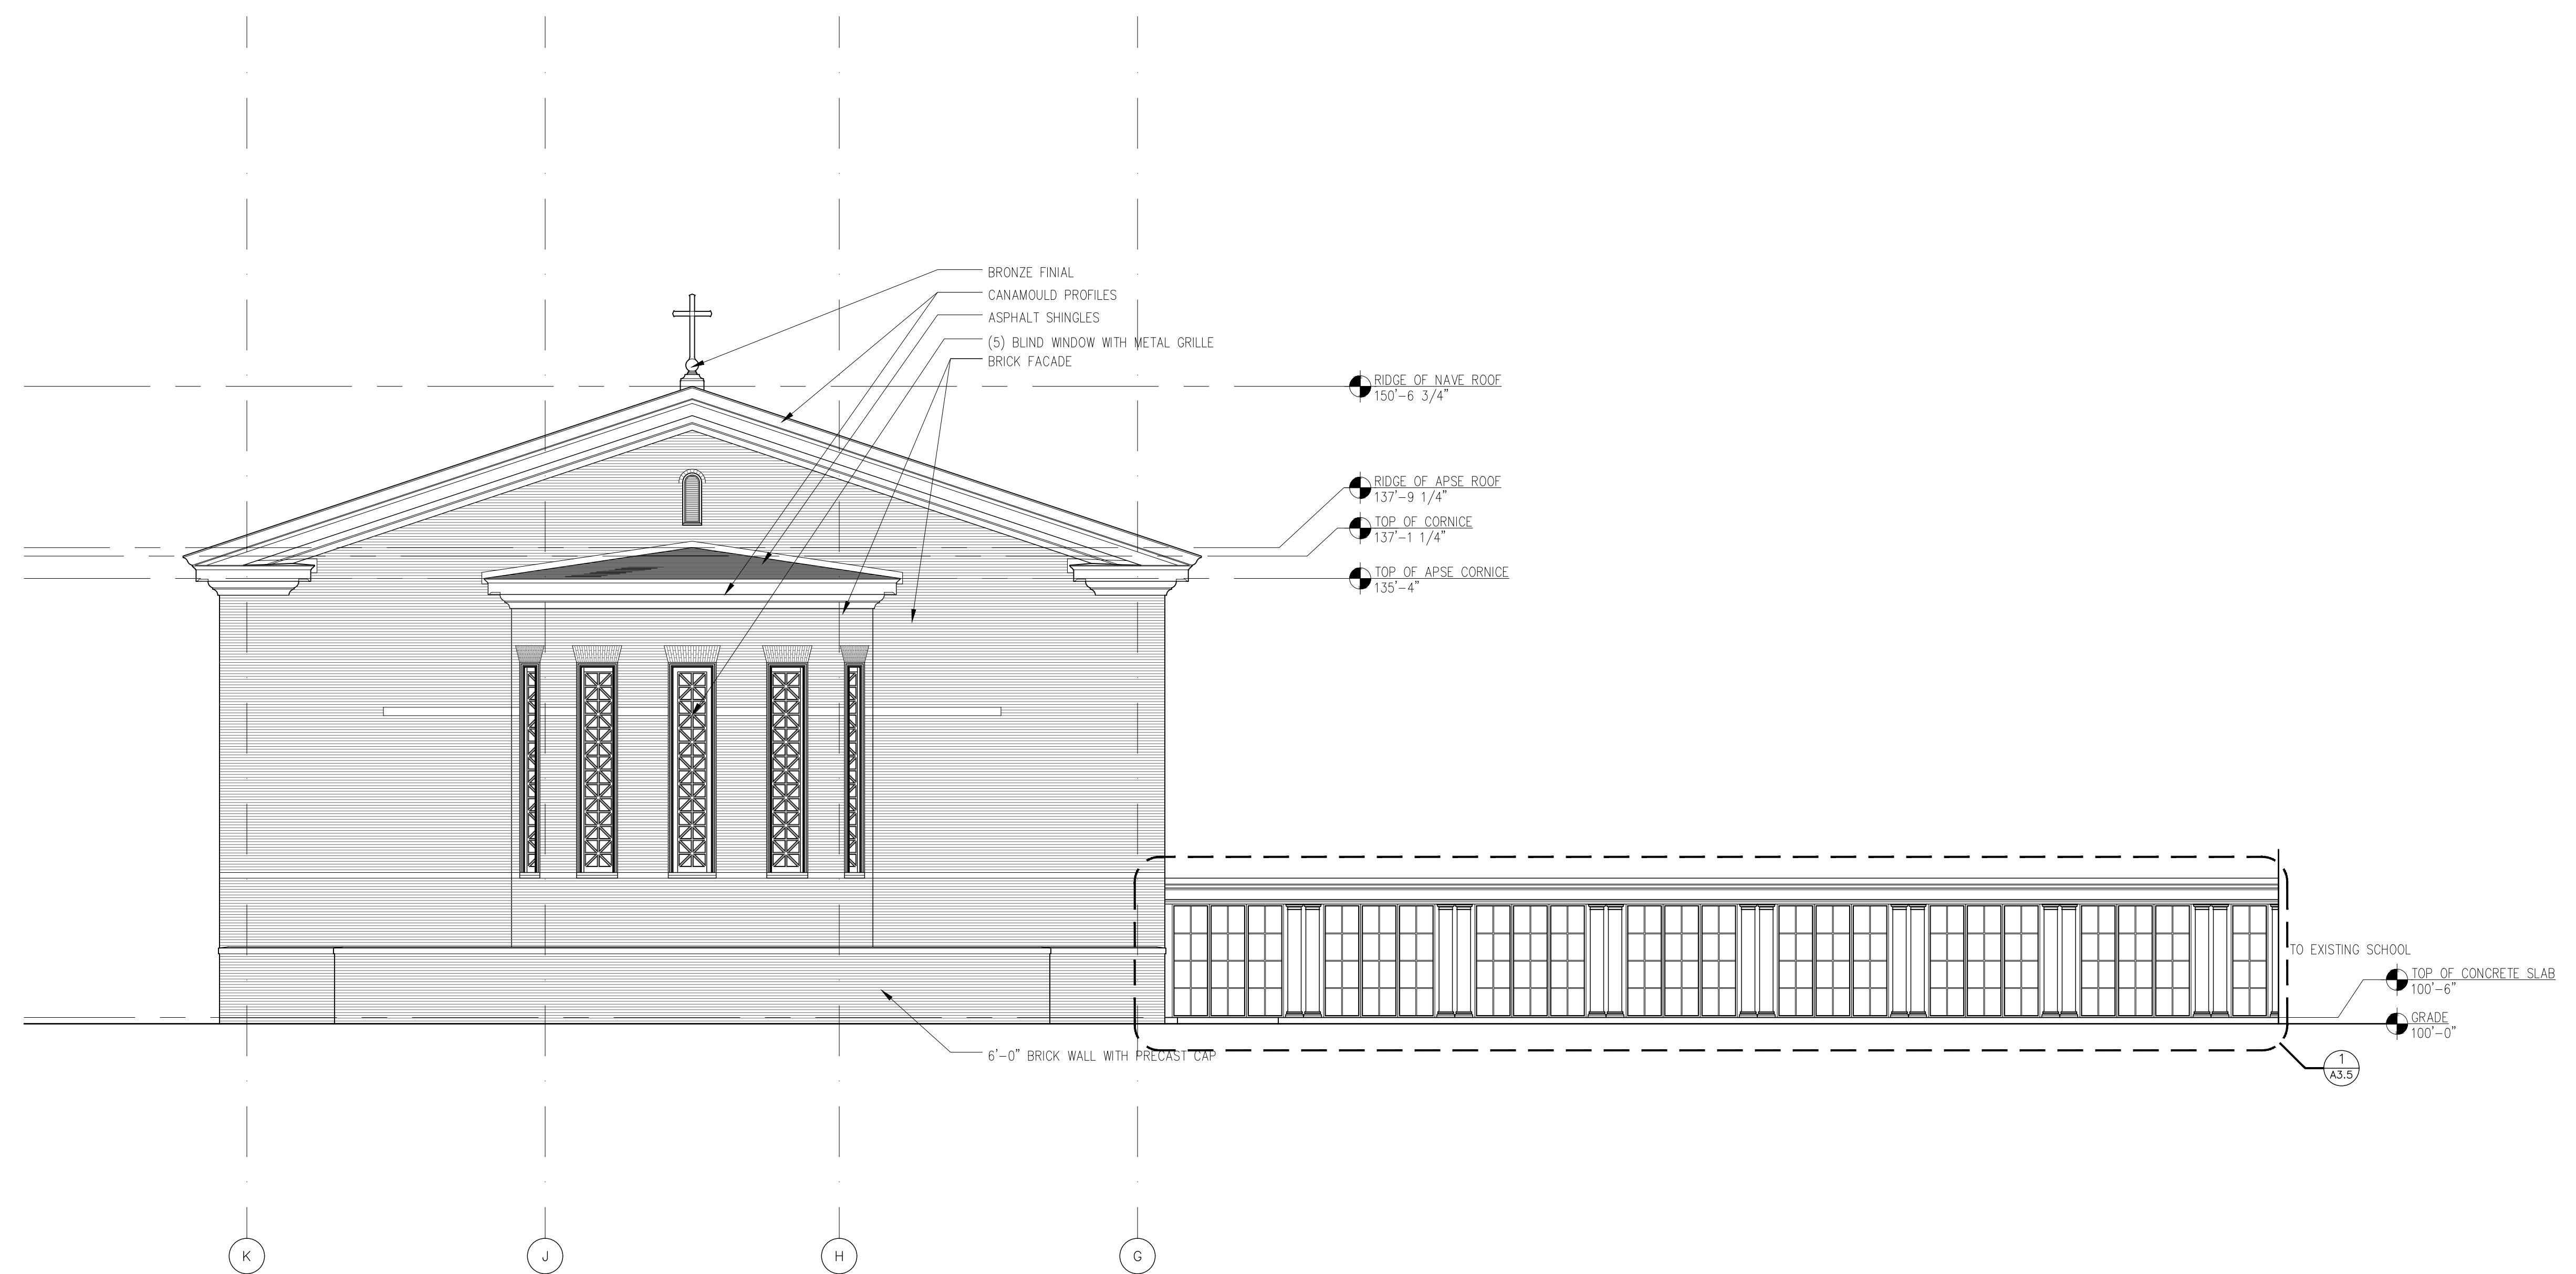 BRONZE FINIAL
CANAMOULD PROFILES
ASPHALT SHINGLES
(5) BLIND WINDOW WITH METAL GRILLE
BRICK FACADE
RIDGE OF NAVE ROOF
150'-6 3/4"
RIDGE OF APSE ROOF
137'-9 1/4"
TOP OF CORNICE
137'-1 1/4"
TOP OF APSE CORNICE
135'-4"
TO EXISTING SCHOOL
TOP OF CONCRETE SLAB
100'-6"
GRADE
100'-0"
6'-0" BRICK WALL WITH PRECAST CAP
1
A3.5
K
J
H
G